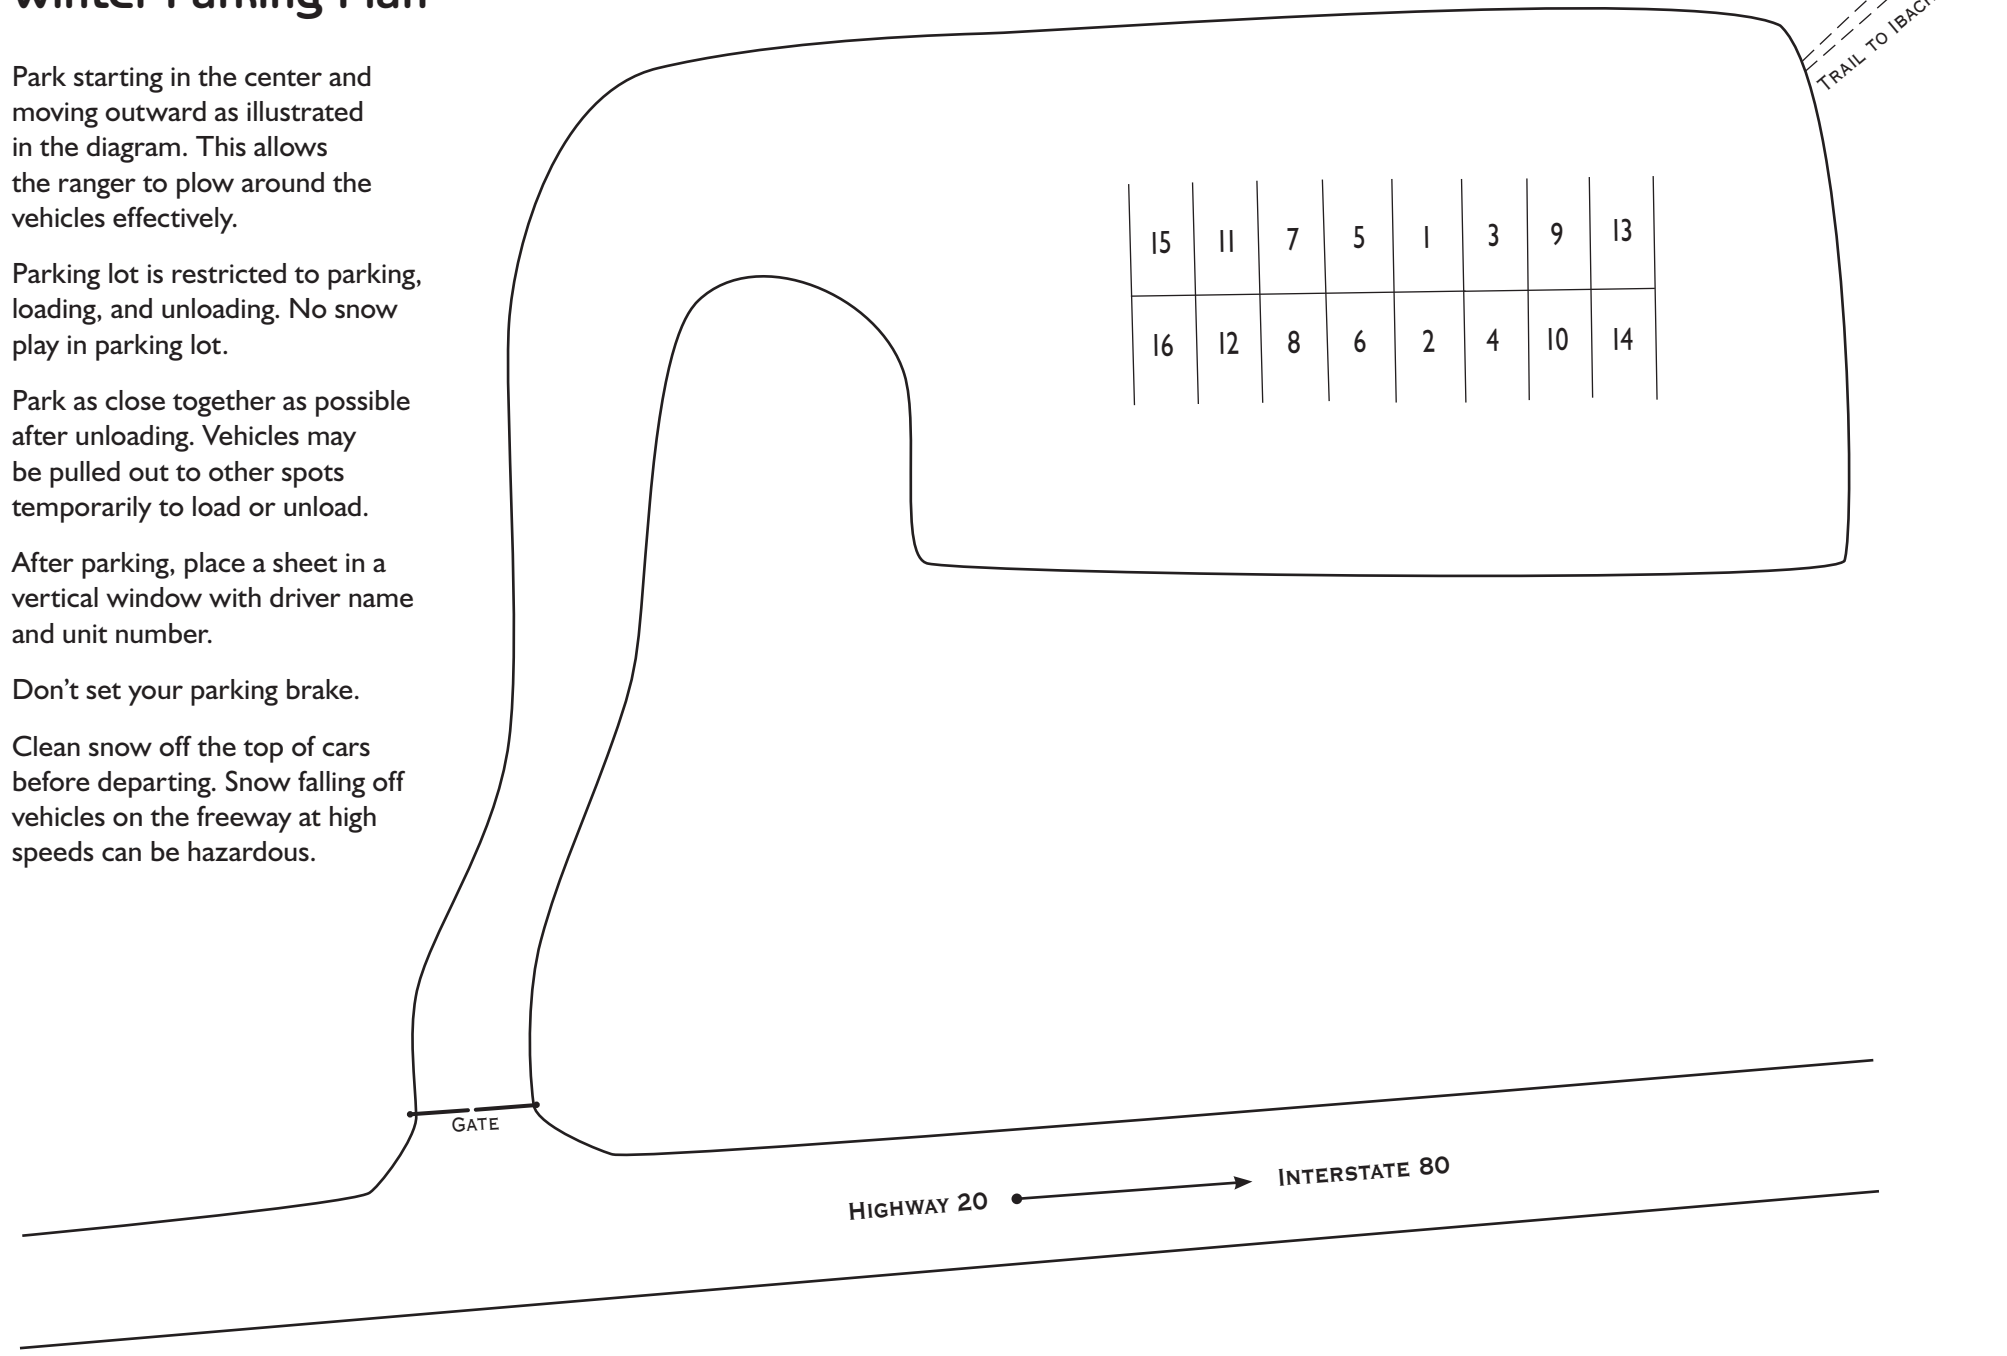 Winter Parking Plan
Park starting in the center and
moving outward as illustrated
in the diagram. This allows
the ranger to plow around the
vehicles effectively.
Parking lot is restricted to parking,
loading, and unloading. No snow
play in parking lot.
Park as close together as possible
after unloading. Vehicles may
be pulled out to other spots
temporarily to load or unload.
After parking, place a sheet in a
vertical window with driver name
and unit number.
Don’t set your parking brake.
Clean snow off the top of cars
before departing. Snow falling off
vehicles on the freeway at high
speeds can be hazardous.
TRAIL TO IBACH
15 11 7 5 1 3 9 13
16 12 8 6 2 4 10 14
GATE
HIGHWAY 20
INTERSTATE 80